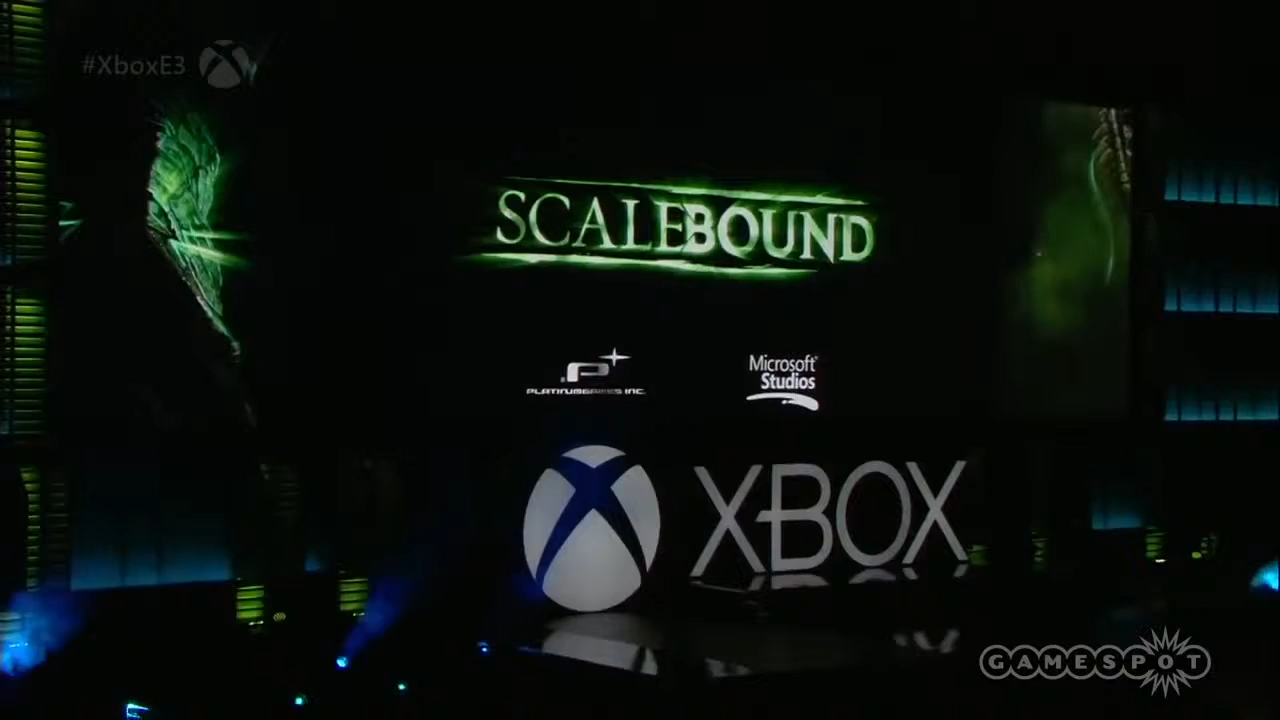 #XboxE3
SCALEBOUND
PLATINUMGAMES INC.
Microsoft
Studios
XBOX
GAMESPOT